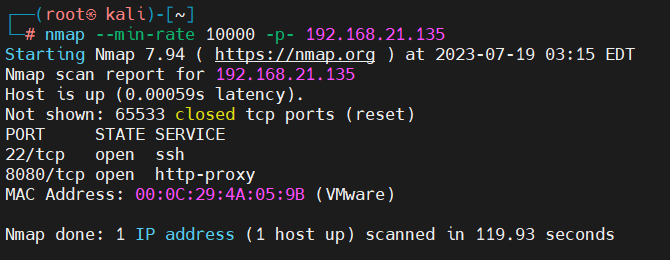 ┌──(root㉿ kali)-[~]
└─# nmap --min-rate 10000 -p- 192.168.21.135
Starting Nmap 7.94 ( https://nmap.org ) at 2023-07-19 03:15 EDT
Nmap scan report for 192.168.21.135
Host is up (0.00059s latency).
Not shown: 65533 closed tcp ports (reset)
PORT     STATE SERVICE
22/tcp   open  ssh
8080/tcp open  http-proxy
MAC Address: 00:0C:29:4A:05:9B (VMware)
Nmap done: 1 IP address (1 host up) scanned in 119.93 seconds